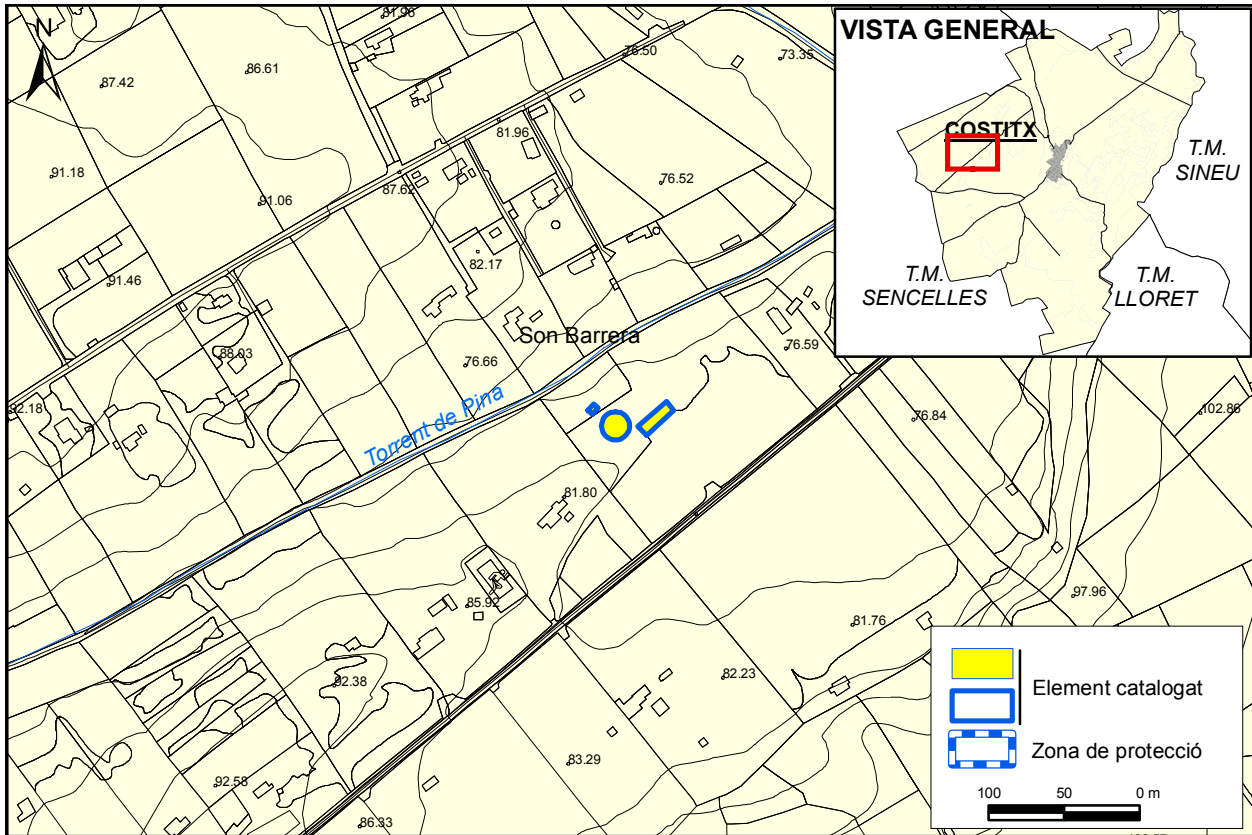 N
81.96
76.50
73.35
87.42
86.61
81.96
91.18
87.62
76.52
91.06
82.17
91.46
Son Barrera
88.03
76.66
76.59
Torrent de Pina
92.18
76.84
102.86
81.80
85.92
97.96
81.76
92.38
82.23
83.29
92.58
86.33
VISTA GENERAL
COSTITX
T.M.
SINEU
T.M.
SENCELLES
T.M.
LLORET
Element catalogat
Zona de protecció
100 50 0 m